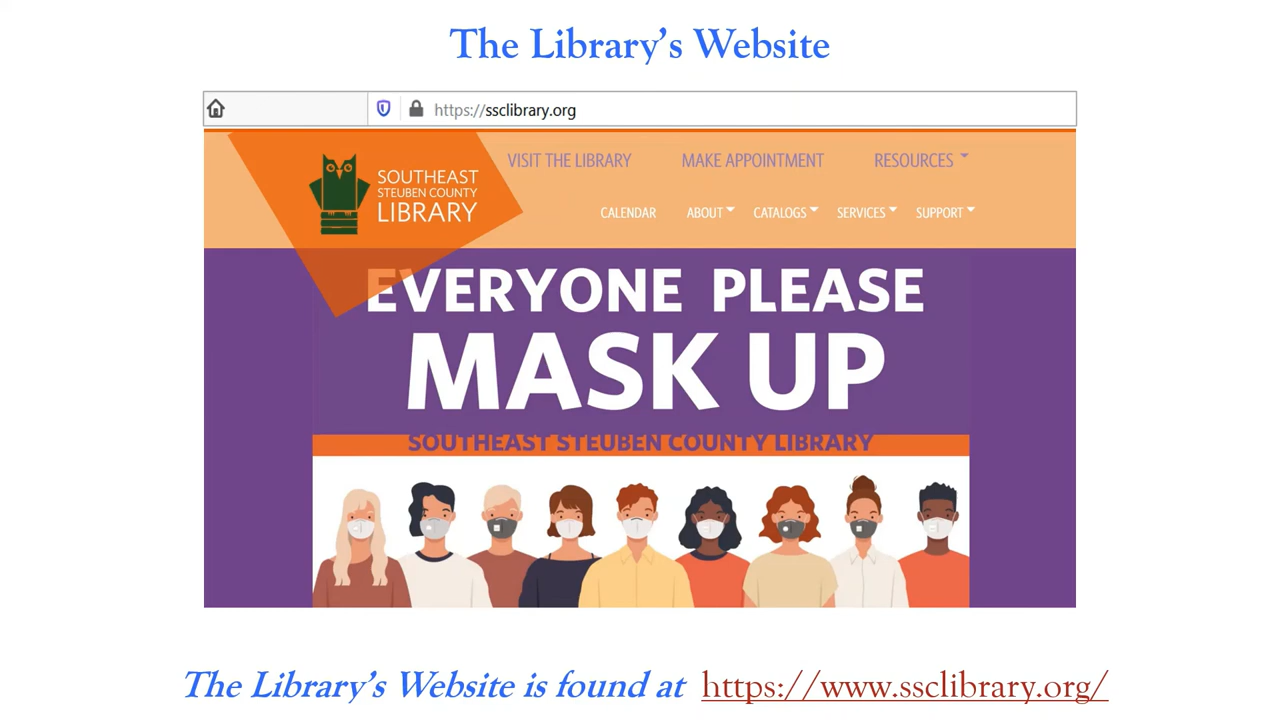 The Library's Website
https://ssclibrary.org
SOUTHEAST
STEUBEN COUNTY
LIBRARY
VISIT THE LIBRARY MAKE APPOINTMENT RESOURCES
CALENDAR ABOUT CATALOGS SERVICES SUPPORT
EVERYONE PLEASE
MASK UP
SOUTHEAST STEUBEN COUNTY LIBRARY
The Library's Website is found at https://www.ssclibrary.org/